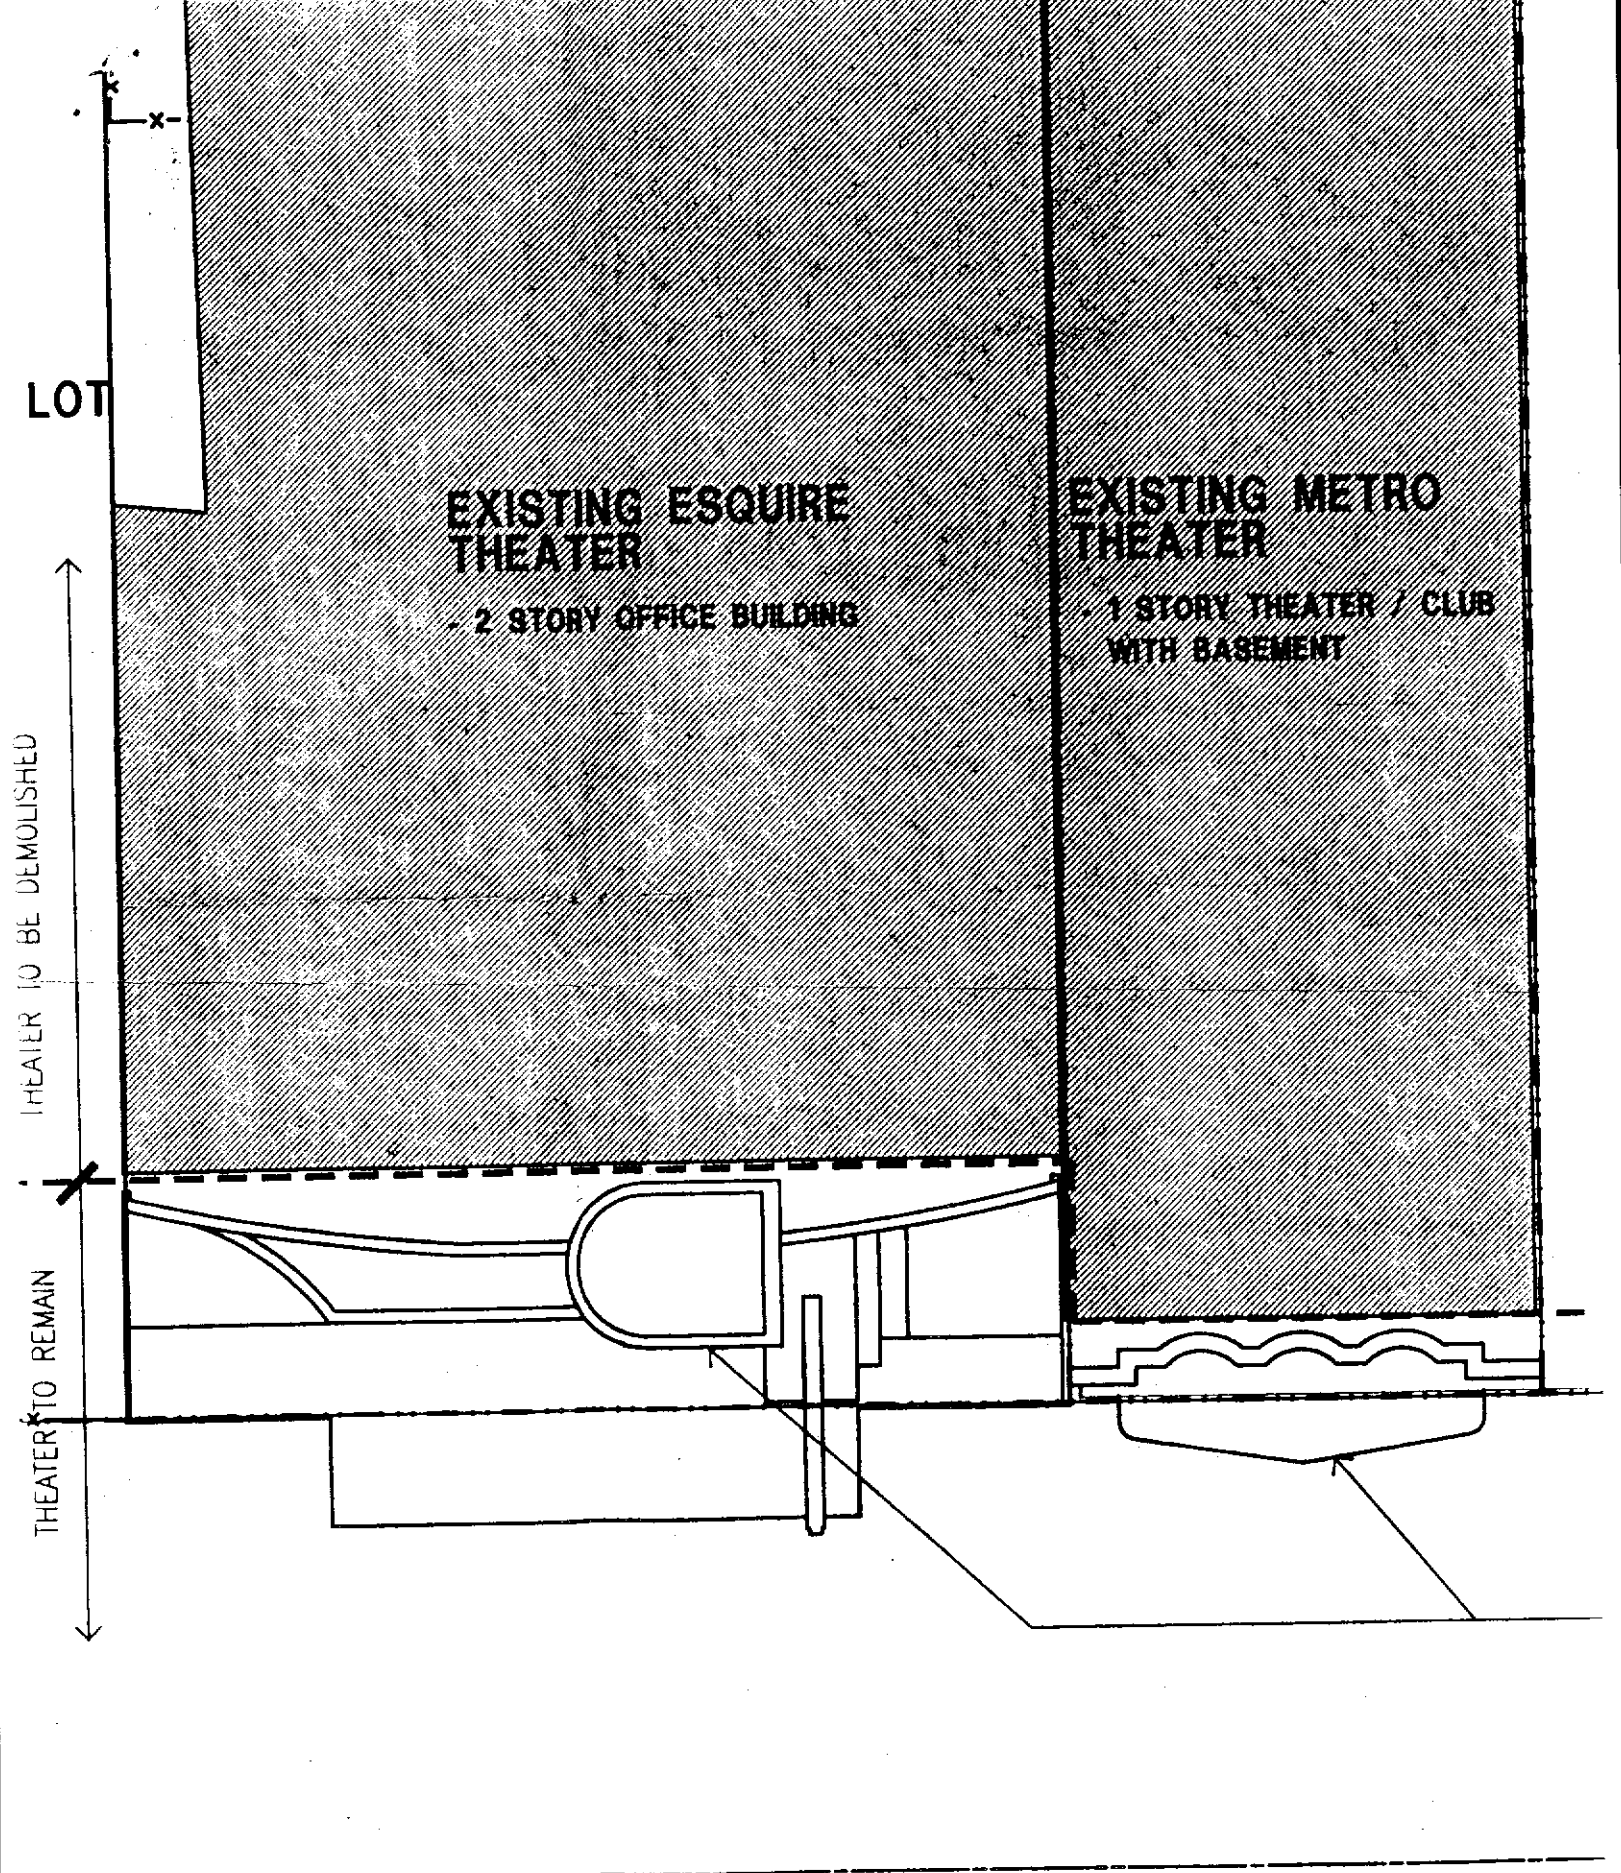 LOT
EXISTING ESQUIRE
THEATER
- 2 STORY OFFICE BUILDING
EXISTING METRO
THEATER
- 1 STORY THEATER / CLUB
WITH BASEMENT
THEATER TO BE DEMOLISHED
THEATER TO REMAIN